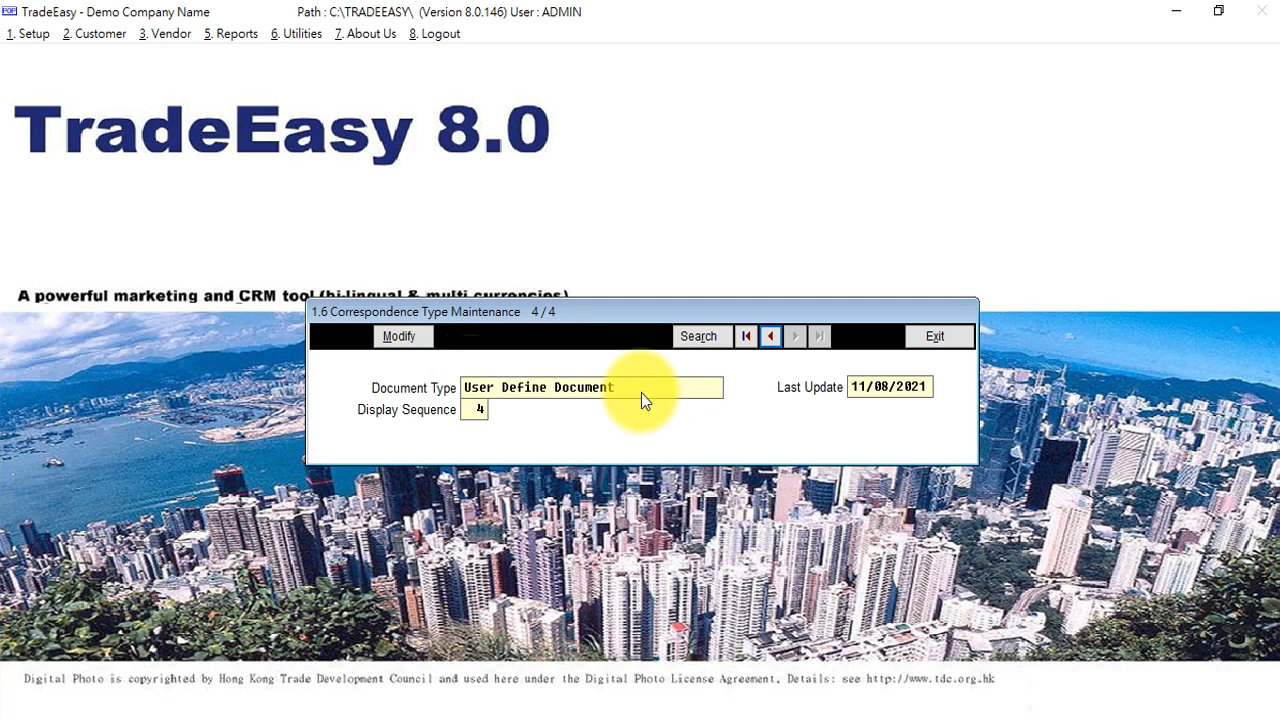 TradeEasy - Demo Company Name Path : C:\TRADEEASY\ (Version 8.0.146) User : ADMIN
1. Setup 2. Customer 3. Vendor 5. Reports 6. Utilities 7. About Us 8. Logout
TradeEasy 8.0
A powerful marketing and CRM tool (bi-lingual & multi currencies)
1.6 Correspondence Type Maintenance 4 / 4
Modify Search Exit
Document Type User Define Document Last Update 11/08/2021
Display Sequence 4
Digital Photo is copyrighted by Hong Kong Trade Development Council and used here under the Digital Photo License Agreement. Details: see http://www.tdc.org.hk